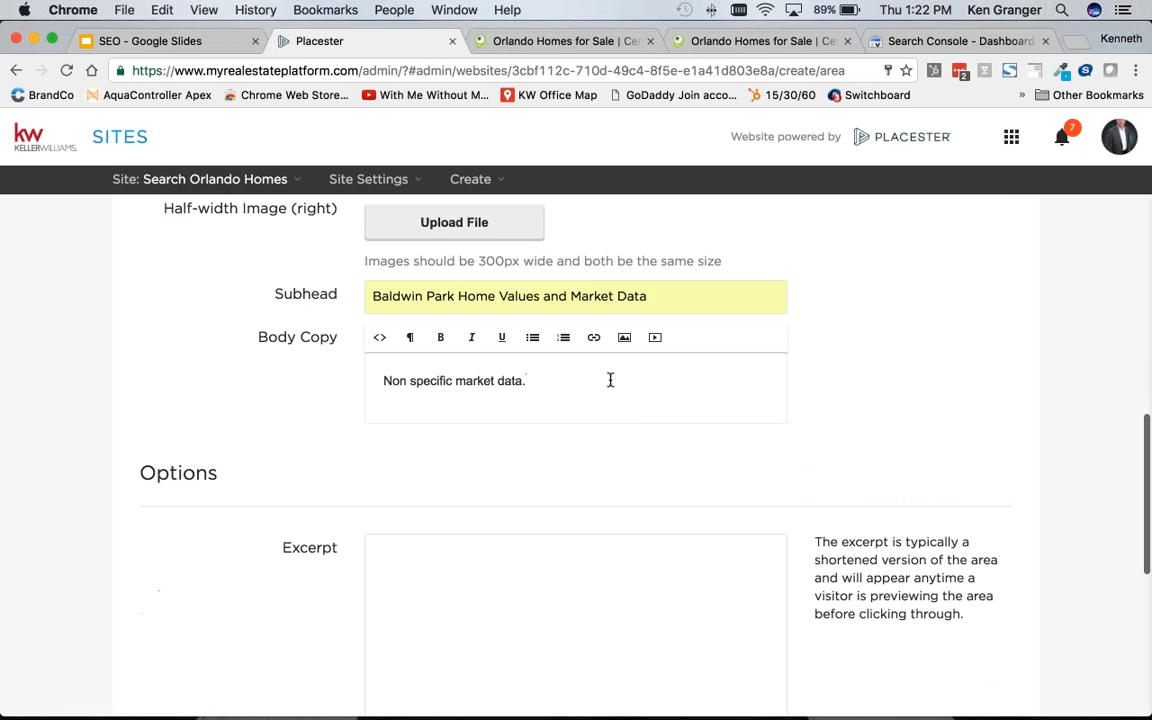 Chrome File Edit View History Bookmarks People Window Help 89% Thu 1:22 PM Ken Granger
SEO - Google Slides Placester Orlando Homes for Sale | Ce Orlando Homes for Sale | Ce Search Console - Dashboard Kenneth
https://www.myrealestateplatform.com/admin/?#admin/websites/3cbf112c-710d-49c4-8f5e-e1a41d803e8a/create/area 2
BrandCo AquaController Apex Chrome Web Store... With Me Without M... KW Office Map GoDaddy Join acco... 15/30/60 Switchboard » Other Bookmarks
kw KELLERWILLIAMS. SITES Website powered by PLACESTER 7
Site: Search Orlando Homes Site Settings Create
Half-width Image (right) Upload File
Images should be 300px wide and both be the same size
Subhead Baldwin Park Home Values and Market Data
Body Copy <> ¶ B I U
Non specific market data.
Options
Excerpt
The excerpt is typically a
shortened version of the area
and will appear anytime a
visitor is previewing the area
before clicking through.